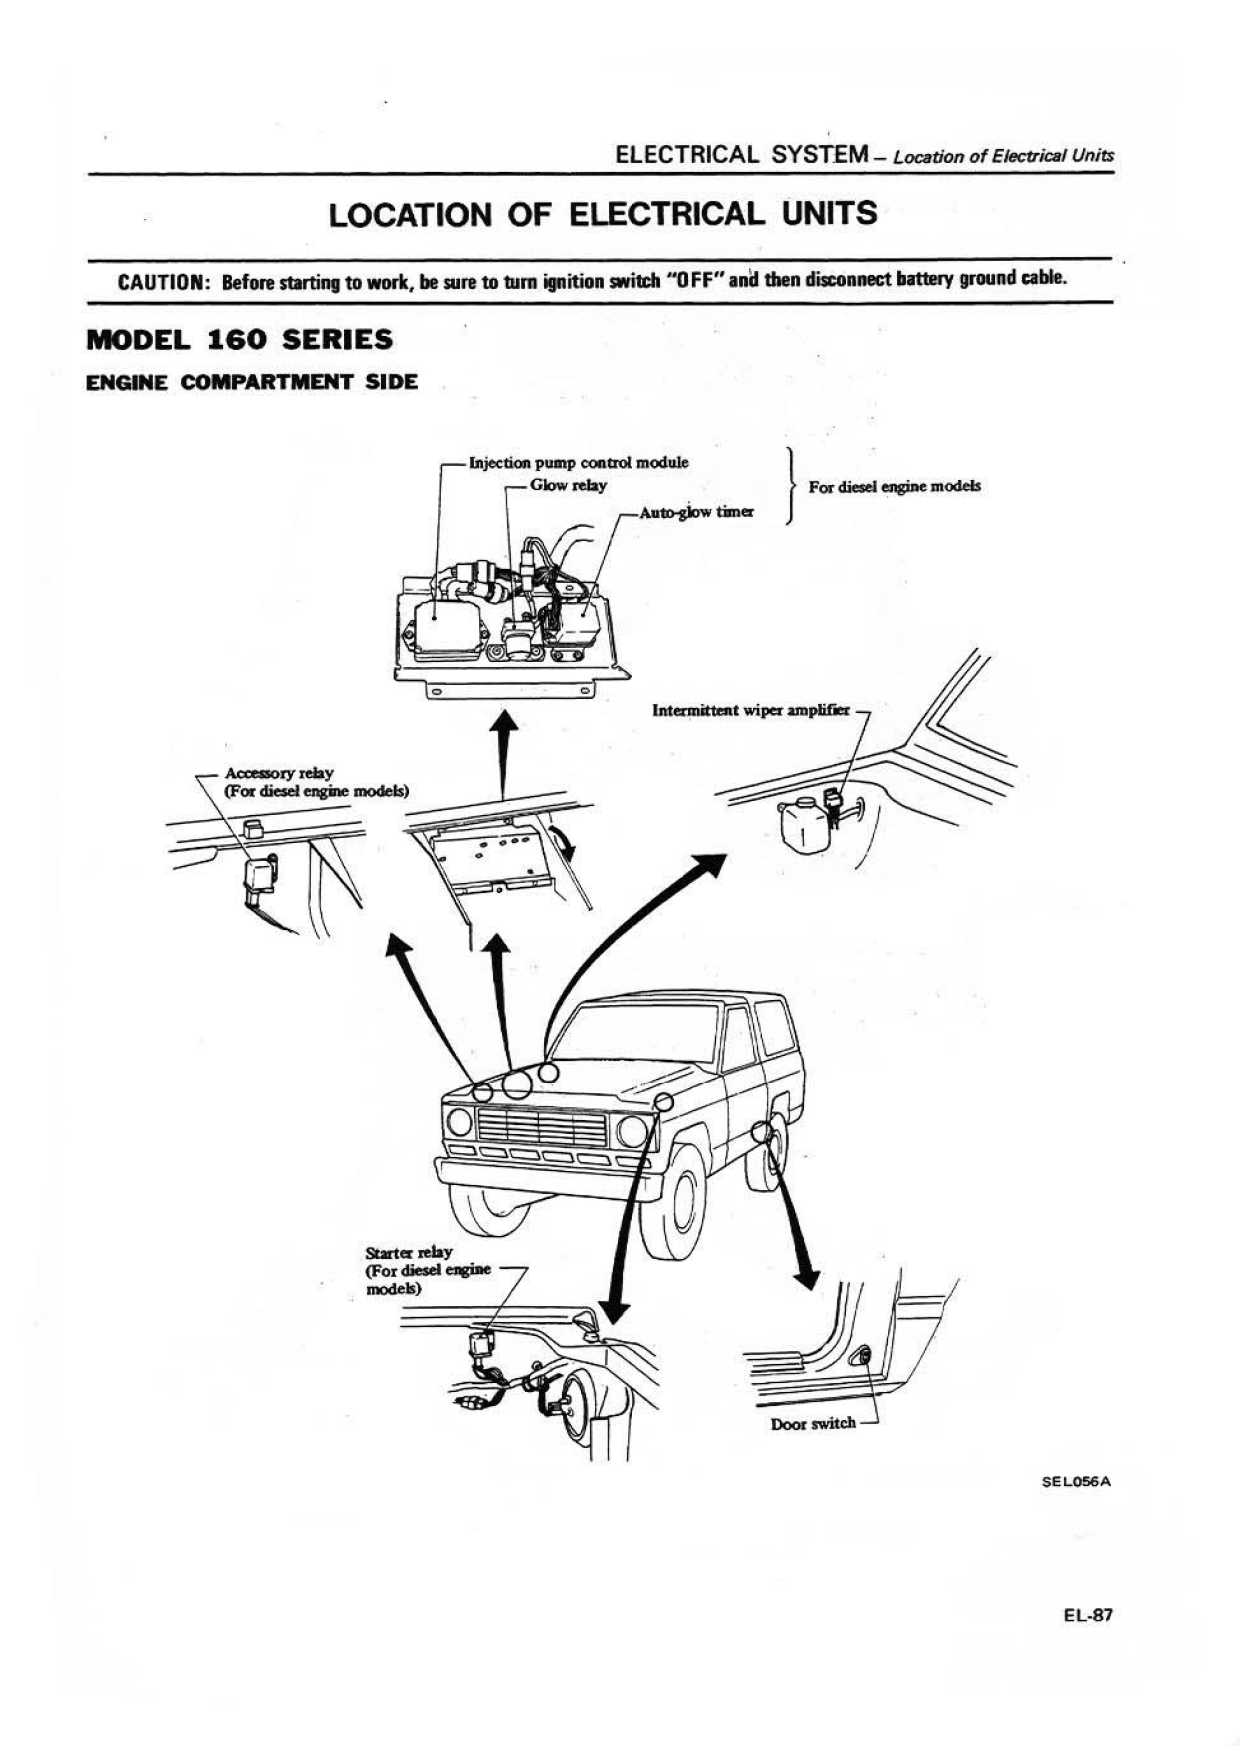 ELECTRICAL SYSTEM – Location of Electrical Units
LOCATION OF ELECTRICAL UNITS
CAUTION: Before starting to work, be sure to turn ignition switch "OFF" and then disconnect battery ground cable.
MODEL 160 SERIES
ENGINE COMPARTMENT SIDE
Injection pump control module
Glow relay
Auto-glow timer
For diesel engine models
Intermittent wiper amplifier
Accessory relay
(For diesel engine models)
Starter relay
(For diesel engine
models)
Door switch
SEL056A
EL-87